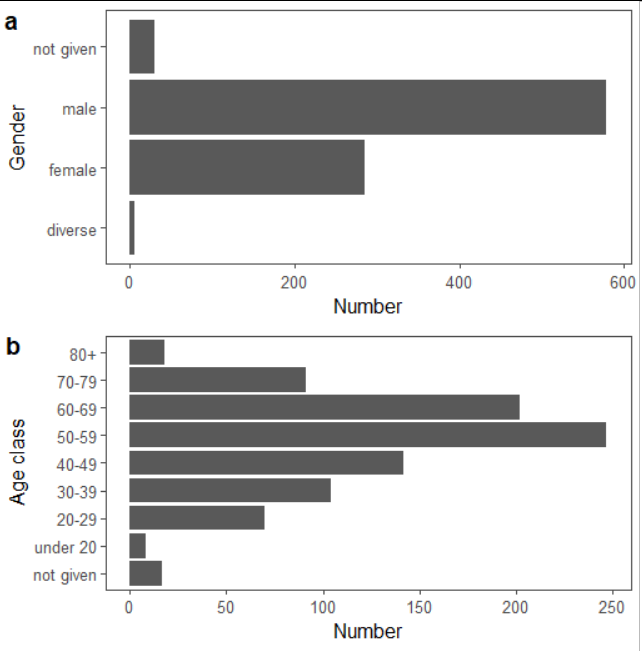 a
Gender
not given
male
female
diverse
0 200 400 600
Number
b
Age class
80+
70-79
60-69
50-59
40-49
30-39
20-29
under 20
not given
0 50 100 150 200 250
Number